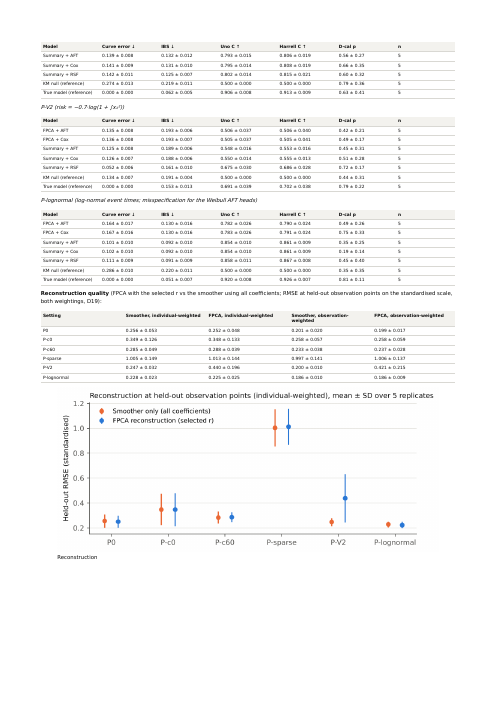 Model Curve error ↓ IBS ↓ Uno C ↑ Harrell C ↑ D-cal p n
Summary + AFT 0.139 ± 0.008 0.132 ± 0.012 0.793 ± 0.015 0.806 ± 0.019 0.56 ± 0.27 5
Summary + Cox 0.141 ± 0.009 0.131 ± 0.010 0.795 ± 0.014 0.808 ± 0.018 0.66 ± 0.35 5
Summary + RSF 0.142 ± 0.011 0.125 ± 0.007 0.802 ± 0.014 0.815 ± 0.021 0.60 ± 0.32 5
KM null (reference) 0.274 ± 0.013 0.219 ± 0.011 0.500 ± 0.000 0.500 ± 0.000 0.79 ± 0.36 5
True model (reference) 0.000 ± 0.000 0.062 ± 0.005 0.906 ± 0.008 0.913 ± 0.009 0.63 ± 0.41 5
P-V2 (risk = −0.7·log(1 + ∫x₂²))
FPCA + AFT 0.135 ± 0.008 0.193 ± 0.006 0.506 ± 0.037 0.506 ± 0.040 0.42 ± 0.21 5
FPCA + Cox 0.136 ± 0.008 0.193 ± 0.007 0.505 ± 0.037 0.505 ± 0.041 0.49 ± 0.17 5
Summary + AFT 0.125 ± 0.008 0.189 ± 0.006 0.548 ± 0.016 0.553 ± 0.016 0.45 ± 0.31 5
Summary + Cox 0.126 ± 0.007 0.188 ± 0.006 0.550 ± 0.014 0.555 ± 0.013 0.51 ± 0.28 5
Summary + RSF 0.052 ± 0.006 0.161 ± 0.010 0.675 ± 0.030 0.686 ± 0.028 0.72 ± 0.17 5
KM null (reference) 0.134 ± 0.007 0.191 ± 0.004 0.500 ± 0.000 0.500 ± 0.000 0.44 ± 0.31 5
True model (reference) 0.000 ± 0.000 0.153 ± 0.013 0.691 ± 0.039 0.702 ± 0.038 0.79 ± 0.22 5
P-lognormal (log-normal event times; misspecification for the Weibull AFT heads)
Model Curve error ↓ IBS ↓ Uno C ↑ Harrell C ↑ D-cal p n
FPCA + AFT 0.164 ± 0.017 0.130 ± 0.016 0.782 ± 0.026 0.790 ± 0.024 0.49 ± 0.26 5
FPCA + Cox 0.167 ± 0.016 0.130 ± 0.016 0.783 ± 0.026 0.791 ± 0.024 0.75 ± 0.33 5
Summary + AFT 0.101 ± 0.010 0.092 ± 0.010 0.854 ± 0.010 0.861 ± 0.009 0.35 ± 0.25 5
Summary + Cox 0.102 ± 0.010 0.092 ± 0.010 0.854 ± 0.010 0.861 ± 0.009 0.19 ± 0.14 5
Summary + RSF 0.111 ± 0.009 0.091 ± 0.009 0.858 ± 0.011 0.867 ± 0.008 0.45 ± 0.40 5
KM null (reference) 0.286 ± 0.010 0.220 ± 0.011 0.500 ± 0.000 0.500 ± 0.000 0.35 ± 0.35 5
True model (reference) 0.000 ± 0.000 0.051 ± 0.007 0.920 ± 0.008 0.926 ± 0.007 0.81 ± 0.11 5
Reconstruction quality (FPCA with the selected r vs the smoother using all coefficients; RMSE at held-out observation points on the standardised scale,
both weightings, D19):
Setting Smoother, individual-weighted FPCA, individual-weighted Smoother, observation-weighted FPCA, observation-weighted
P0 0.256 ± 0.053 0.252 ± 0.048 0.201 ± 0.020 0.199 ± 0.017
P-c0 0.349 ± 0.126 0.348 ± 0.133 0.258 ± 0.057 0.258 ± 0.059
P-c60 0.285 ± 0.049 0.288 ± 0.039 0.233 ± 0.038 0.237 ± 0.028
P-sparse 1.005 ± 0.149 1.013 ± 0.144 0.997 ± 0.141 1.006 ± 0.137
P-V2 0.247 ± 0.032 0.440 ± 0.196 0.200 ± 0.010 0.421 ± 0.215
P-lognormal 0.228 ± 0.023 0.225 ± 0.025 0.186 ± 0.010 0.186 ± 0.009
Reconstruction at held-out observation points (individual-weighted), mean ± SD over 5 replicates
Smoother only (all coefficients)
FPCA reconstruction (selected r)
Held-out RMSE (standardised)
1.2
1.0
0.8
0.6
0.4
0.2
P0 P-c0 P-c60 P-sparse P-V2 P-lognormal
Reconstruction